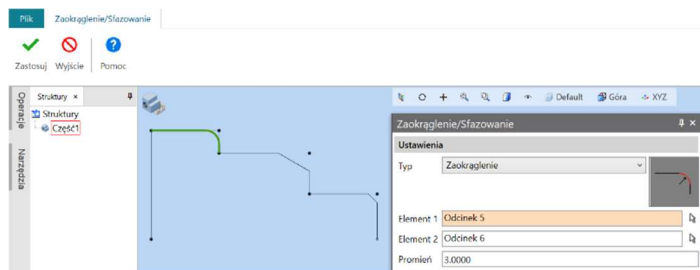 Plik Zaokrąglenie/Sfazowanie
Zastosuj Wyjście Pomoc
Operacje
Narzędzia
Struktury ×
Struktury
Część1
Default Góra XYZ
Zaokrąglenie/Sfazowanie
Ustawienia
Typ Zaokrąglenie
Element 1 Odcinek 5
Element 2 Odcinek 6
Promień 3.0000